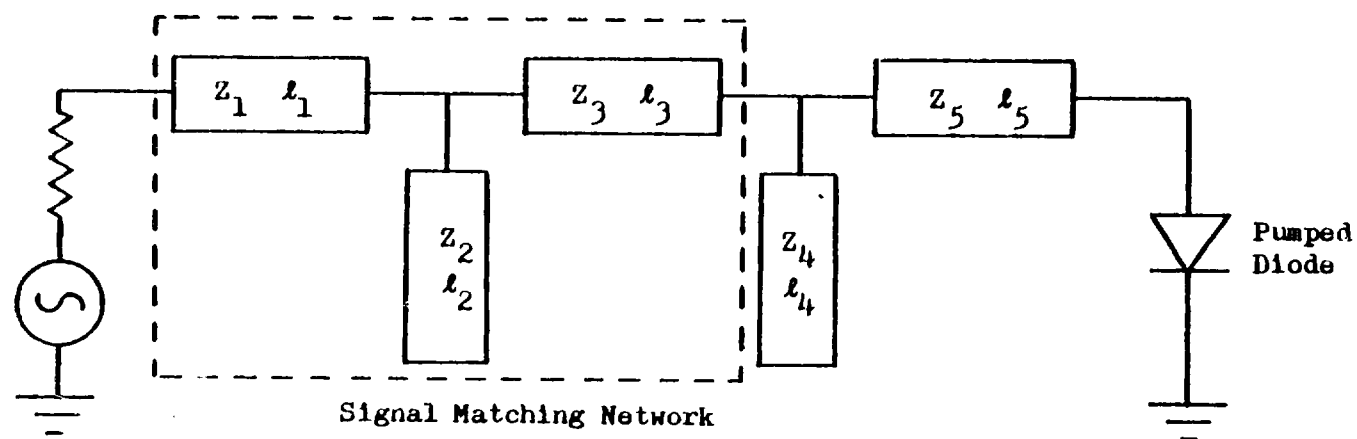 Z₁ ℓ₁
Z₃ ℓ₃
Z₅ ℓ₅
Z₂
ℓ₂
Z₄
ℓ₄
Pumped
Diode
Signal Matching Network